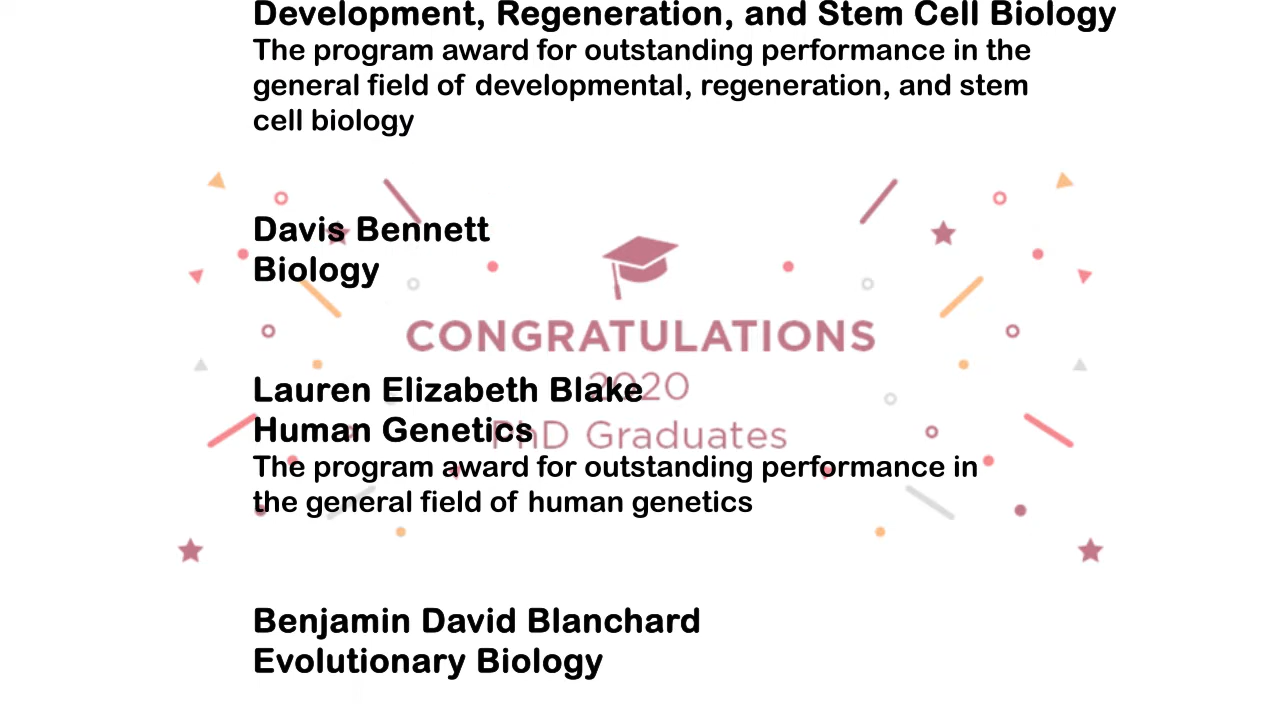 Development, Regeneration, and Stem Cell Biology
The program award for outstanding performance in the
general field of developmental, regeneration, and stem
cell biology
Davis Bennett
Biology
CONGRATULATIONS
2020
PhD Graduates
Lauren Elizabeth Blake
Human Genetics
The program award for outstanding performance in
the general field of human genetics
Benjamin David Blanchard
Evolutionary Biology